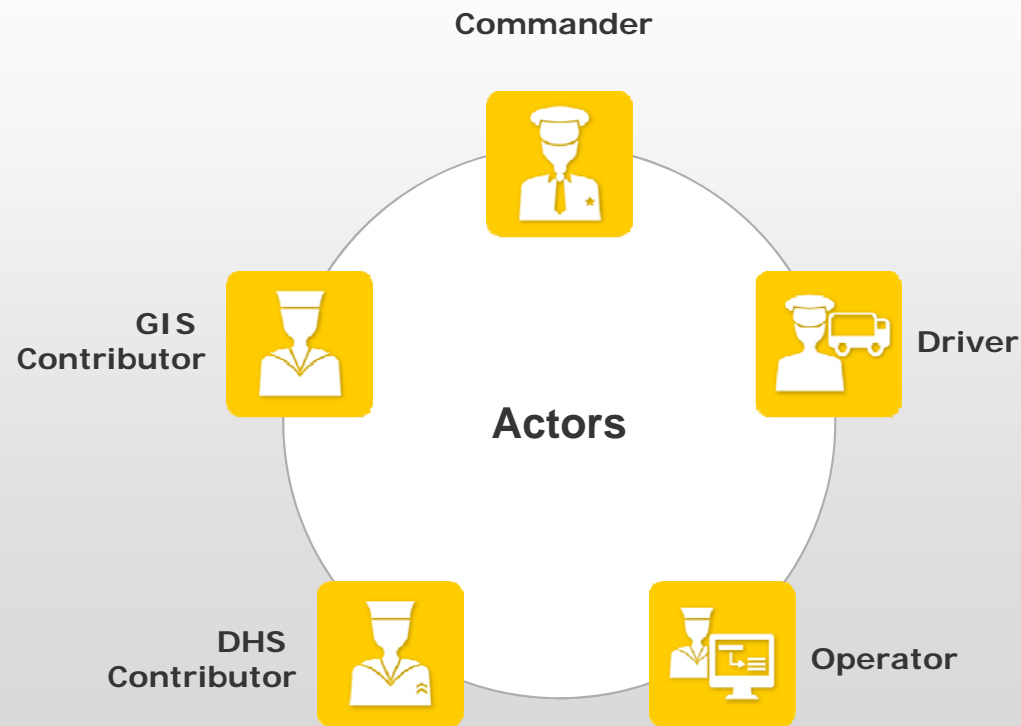 Commander
GIS
Contributor
Driver
Actors
DHS
Contributor
Operator